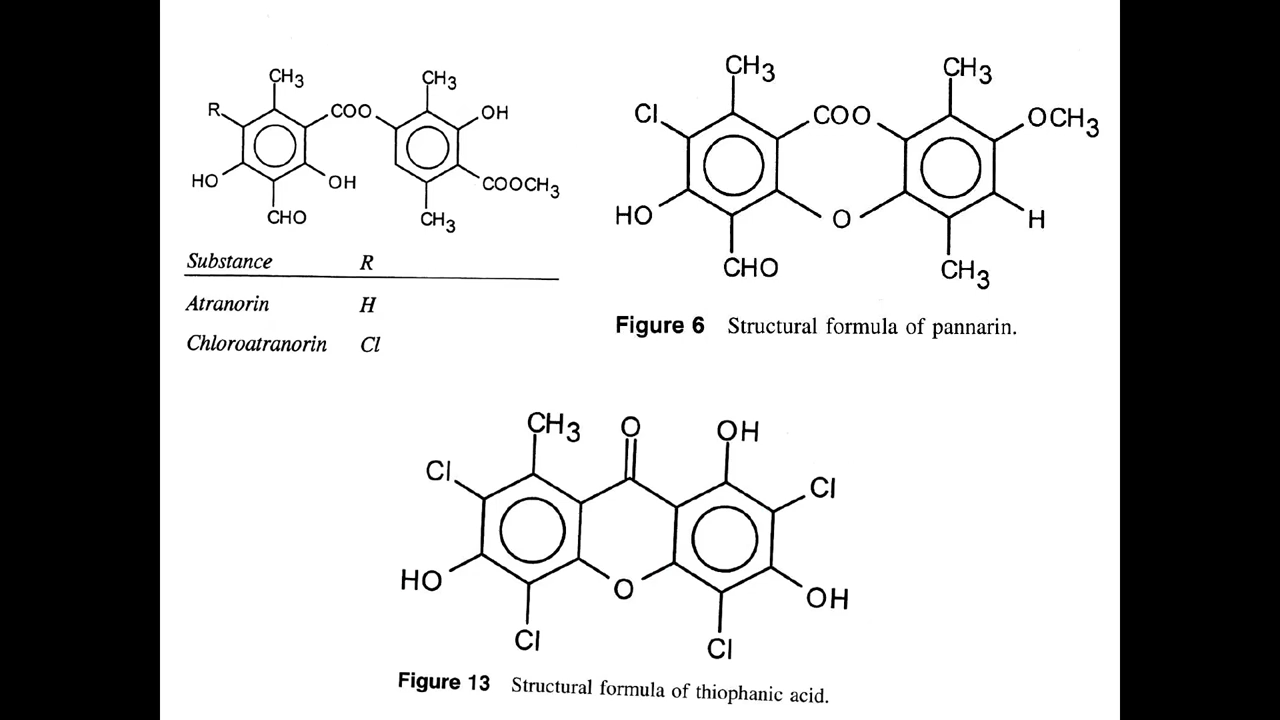 CH3
R
COO
CH3
OH
HO
OH
COOCH3
CHO
CH3
Substance R
Atranorin H
Chloroatranorin Cl
CH3
Cl
COO
CH3
OCH3
HO
O
H
CHO
CH3
Figure 6 Structural formula of pannarin.
CH3
O
OH
Cl
Cl
HO
O
OH
Cl
Cl
Figure 13 Structural formula of thiophanic acid.